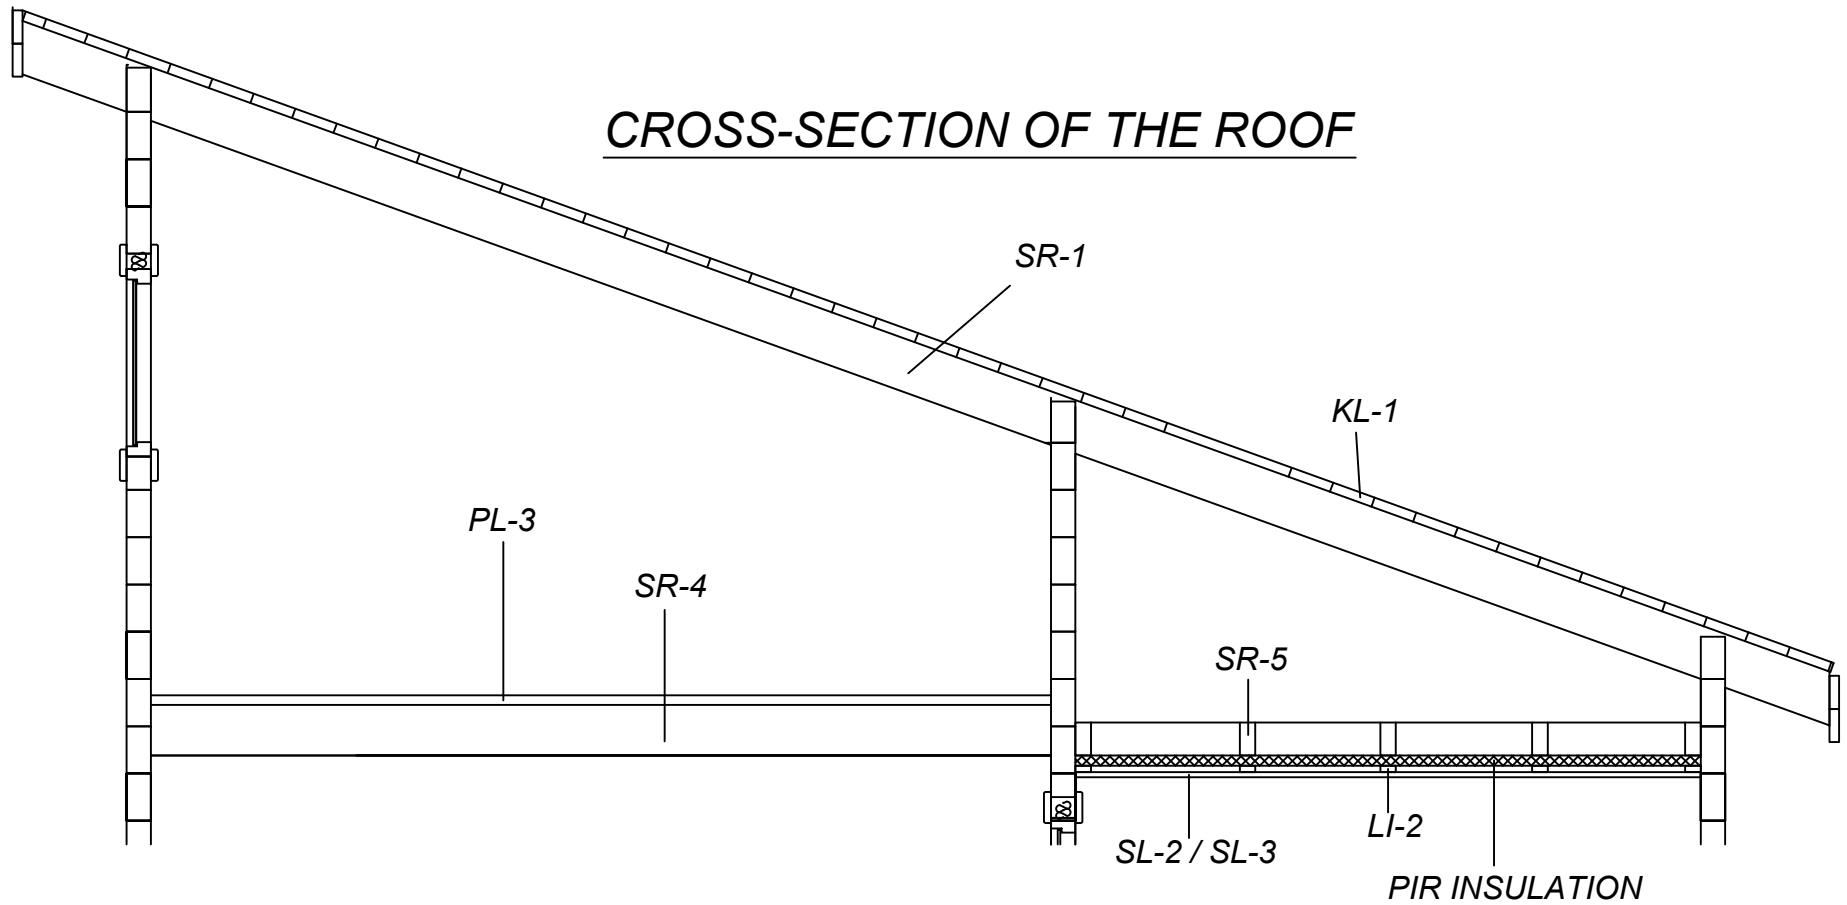 CROSS-SECTION OF THE ROOF
SR-1
KL-1
PL-3
SR-4
SR-5
LI-2
SL-2 / SL-3
PIR INSULATION